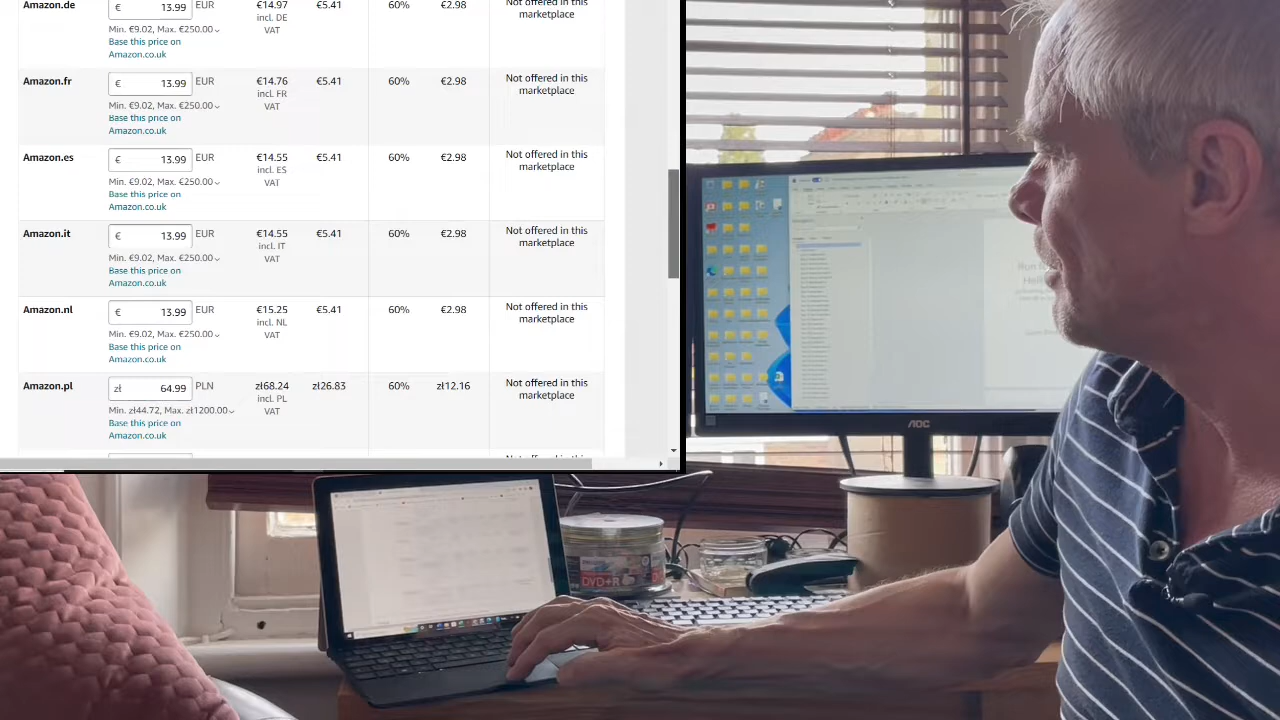 Amazon.de € 13.99 EUR €14.97 €5.41 60% €2.98 Not offered in this
incl. DE marketplace
Min. €9.02, Max. €250.00 VAT
Base this price on
Amazon.co.uk
Amazon.fr € 13.99 EUR €14.76 €5.41 60% €2.98 Not offered in this
incl. FR marketplace
Min. €9.02, Max. €250.00 VAT
Base this price on
Amazon.co.uk
Amazon.es € 13.99 EUR €14.55 €5.41 60% €2.98 Not offered in this
incl. ES marketplace
Min. €9.02, Max. €250.00 VAT
Base this price on
Amazon.co.uk
Amazon.it € 13.99 EUR €14.55 €5.41 60% €2.98 Not offered in this
incl. IT marketplace
Min. €9.02, Max. €250.00 VAT
Base this price on
Amazon.co.uk
Amazon.nl € 13.99 EUR €15.25 €5.41 60% €2.98 Not offered in this
incl. NL marketplace
Min. €9.02, Max. €250.00 VAT
Base this price on
Amazon.co.uk
Amazon.pl zł 64.99 PLN zł68.24 zł26.83 60% zł12.16 Not offered in this
incl. PL marketplace
Min. zł44.72, Max. zł1200.00 VAT
Base this price on
Amazon.co.uk
AOC
DVD+R